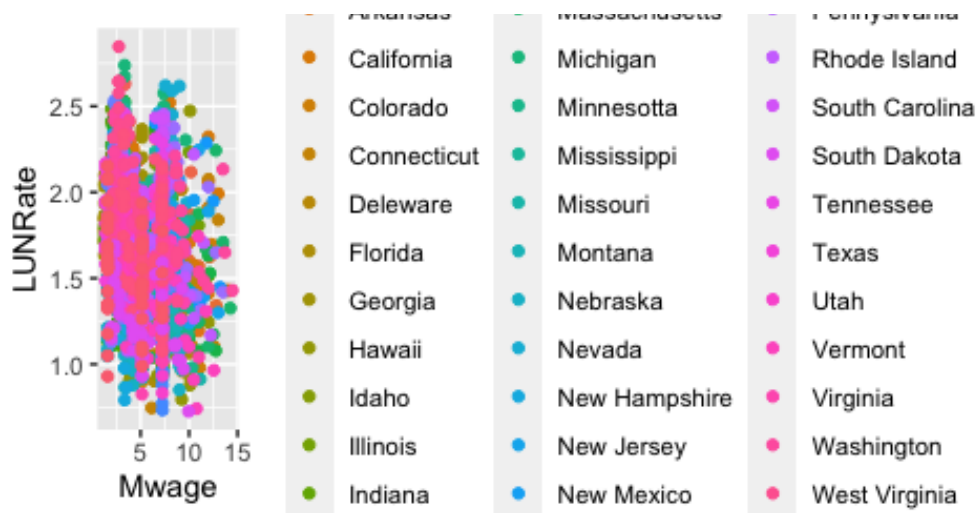 LUNRate
2.5
2.0
1.5
1.0
5
10
15
Mwage
Arkansas
California
Colorado
Connecticut
Deleware
Florida
Georgia
Hawaii
Idaho
Illinois
Indiana
Massachusetts
Michigan
Minnesotta
Mississippi
Missouri
Montana
Nebraska
Nevada
New Hampshire
New Jersey
New Mexico
Rhode Island
South Carolina
South Dakota
Tennessee
Texas
Utah
Vermont
Virginia
Washington
West Virginia